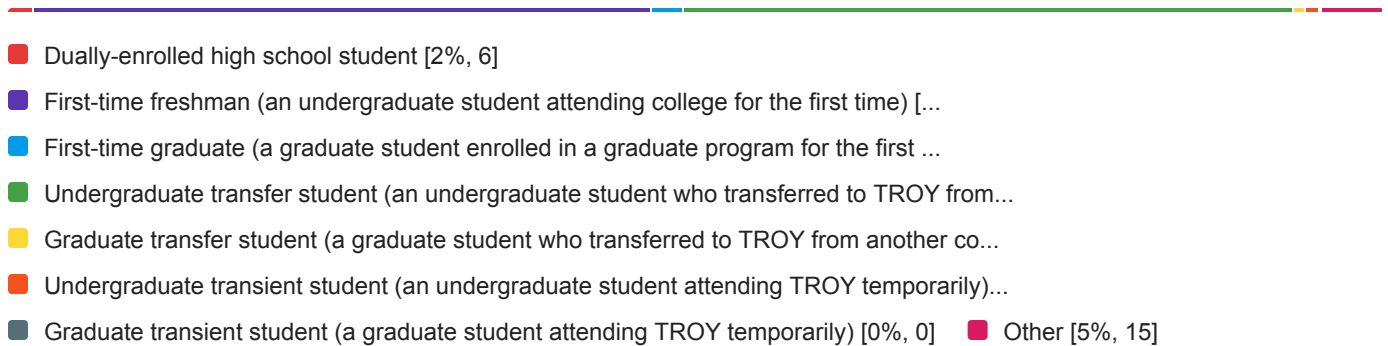 Dually-enrolled high school student [2%, 6]
First-time freshman (an undergraduate student attending college for the first time) [...
First-time graduate (a graduate student enrolled in a graduate program for the first ...
Undergraduate transfer student (an undergraduate student who transferred to TROY from...
Graduate transfer student (a graduate student who transferred to TROY from another co...
Undergraduate transient student (an undergraduate student attending TROY temporarily)...
Graduate transient student (a graduate student attending TROY temporarily) [0%, 0] Other [5%, 15]